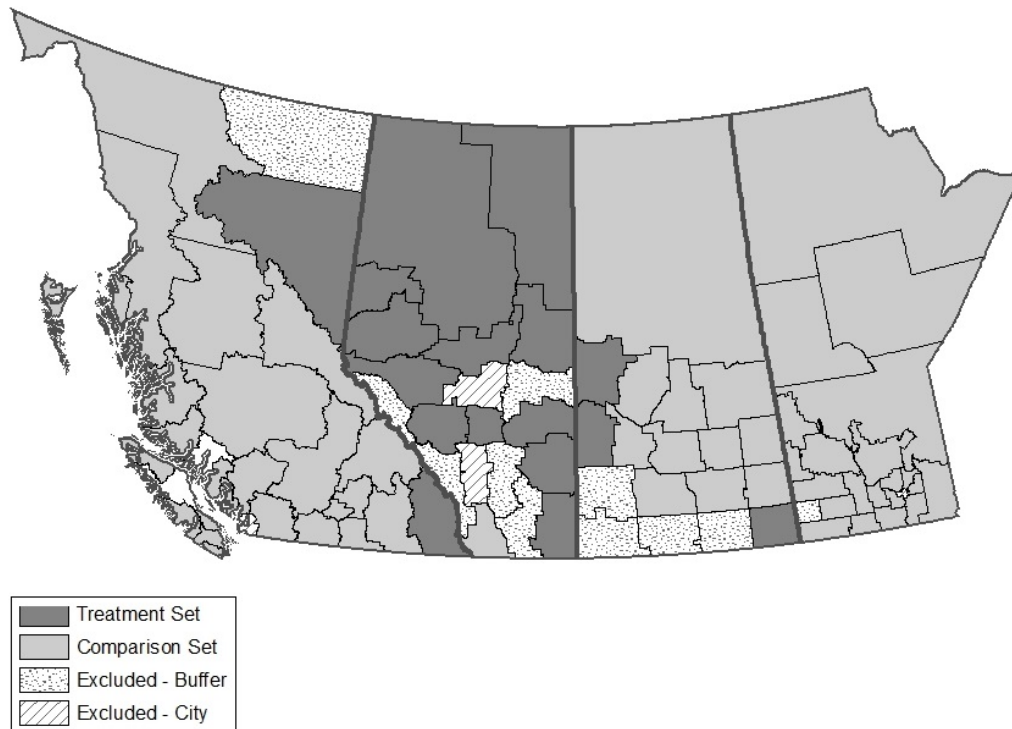 Treatment Set
Comparison Set
Excluded - Buffer
Excluded - City